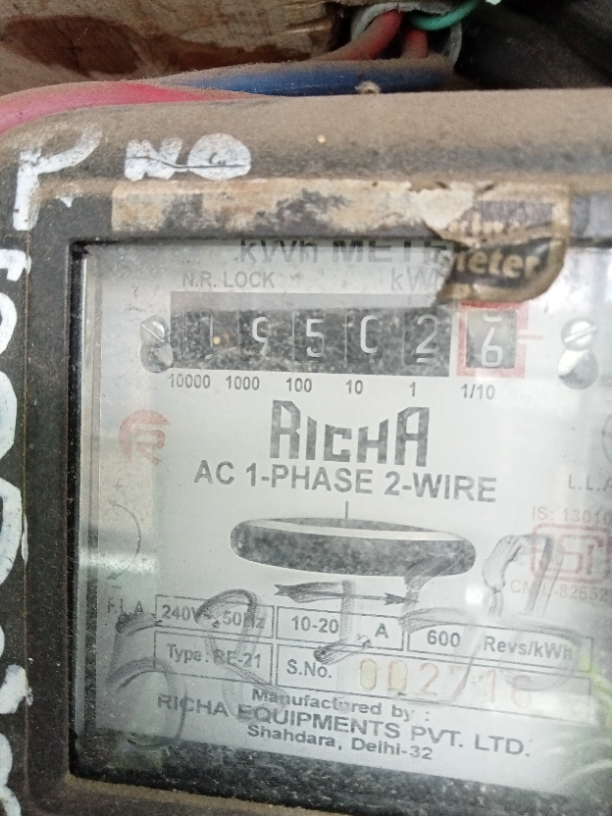 P NO
kWh
meter
N.R. LOCK
1 9 5 0 2 6
10000 1000 100 10 1 1/10
RICHA
AC 1-PHASE 2-WIRE
240V~ 50Hz 10-20 A 600 Revs/kWh
Type: RE-21 S.No. 002716
Manufactured by :
RICHA EQUIPMENTS PVT. LTD.
Shahdara, Delhi-32